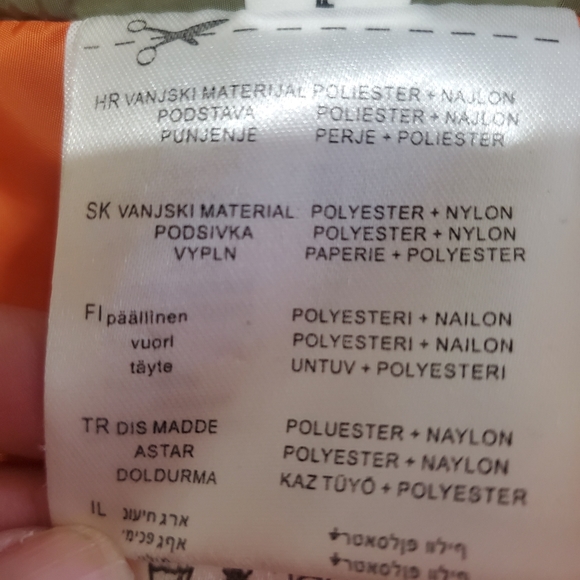 HR VANJSKI MATERIJAL POLIESTER + NAJLON
PODSTAVA POLIESTER + NAJLON
PUNJENJE PERJE + POLIESTER
SK VANJSKI MATERIAL POLYESTER + NYLON
PODSIVKA POLYESTER + NYLON
VYPLN PAPERIE + POLYESTER
FI päällinen POLYESTERI + NAILON
vuori POLYESTERI + NAILON
täyte UNTUV + POLYESTERI
TR DIS MADDE POLUESTER + NAYLON
ASTAR POLYESTER + NAYLON
DOLDURMA KAZ TÜYÖ + POLYESTER
IL